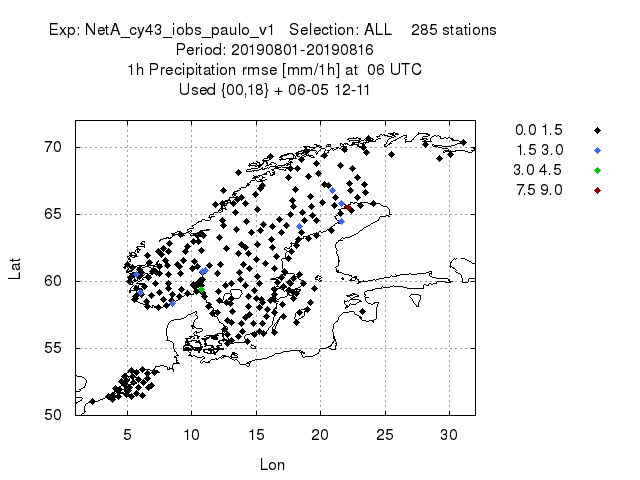 Exp: NetA_cy43_iobs_paulo_v1 Selection: ALL 285 stations
Period: 20190801-20190816
1h Precipitation rmse [mm/1h] at 06 UTC
Used {00,18} + 06-05 12-11
0.0 1.5
1.5 3.0
3.0 4.5
7.5 9.0
70
65
60
55
50
Lat
5 10 15 20 25 30
Lon